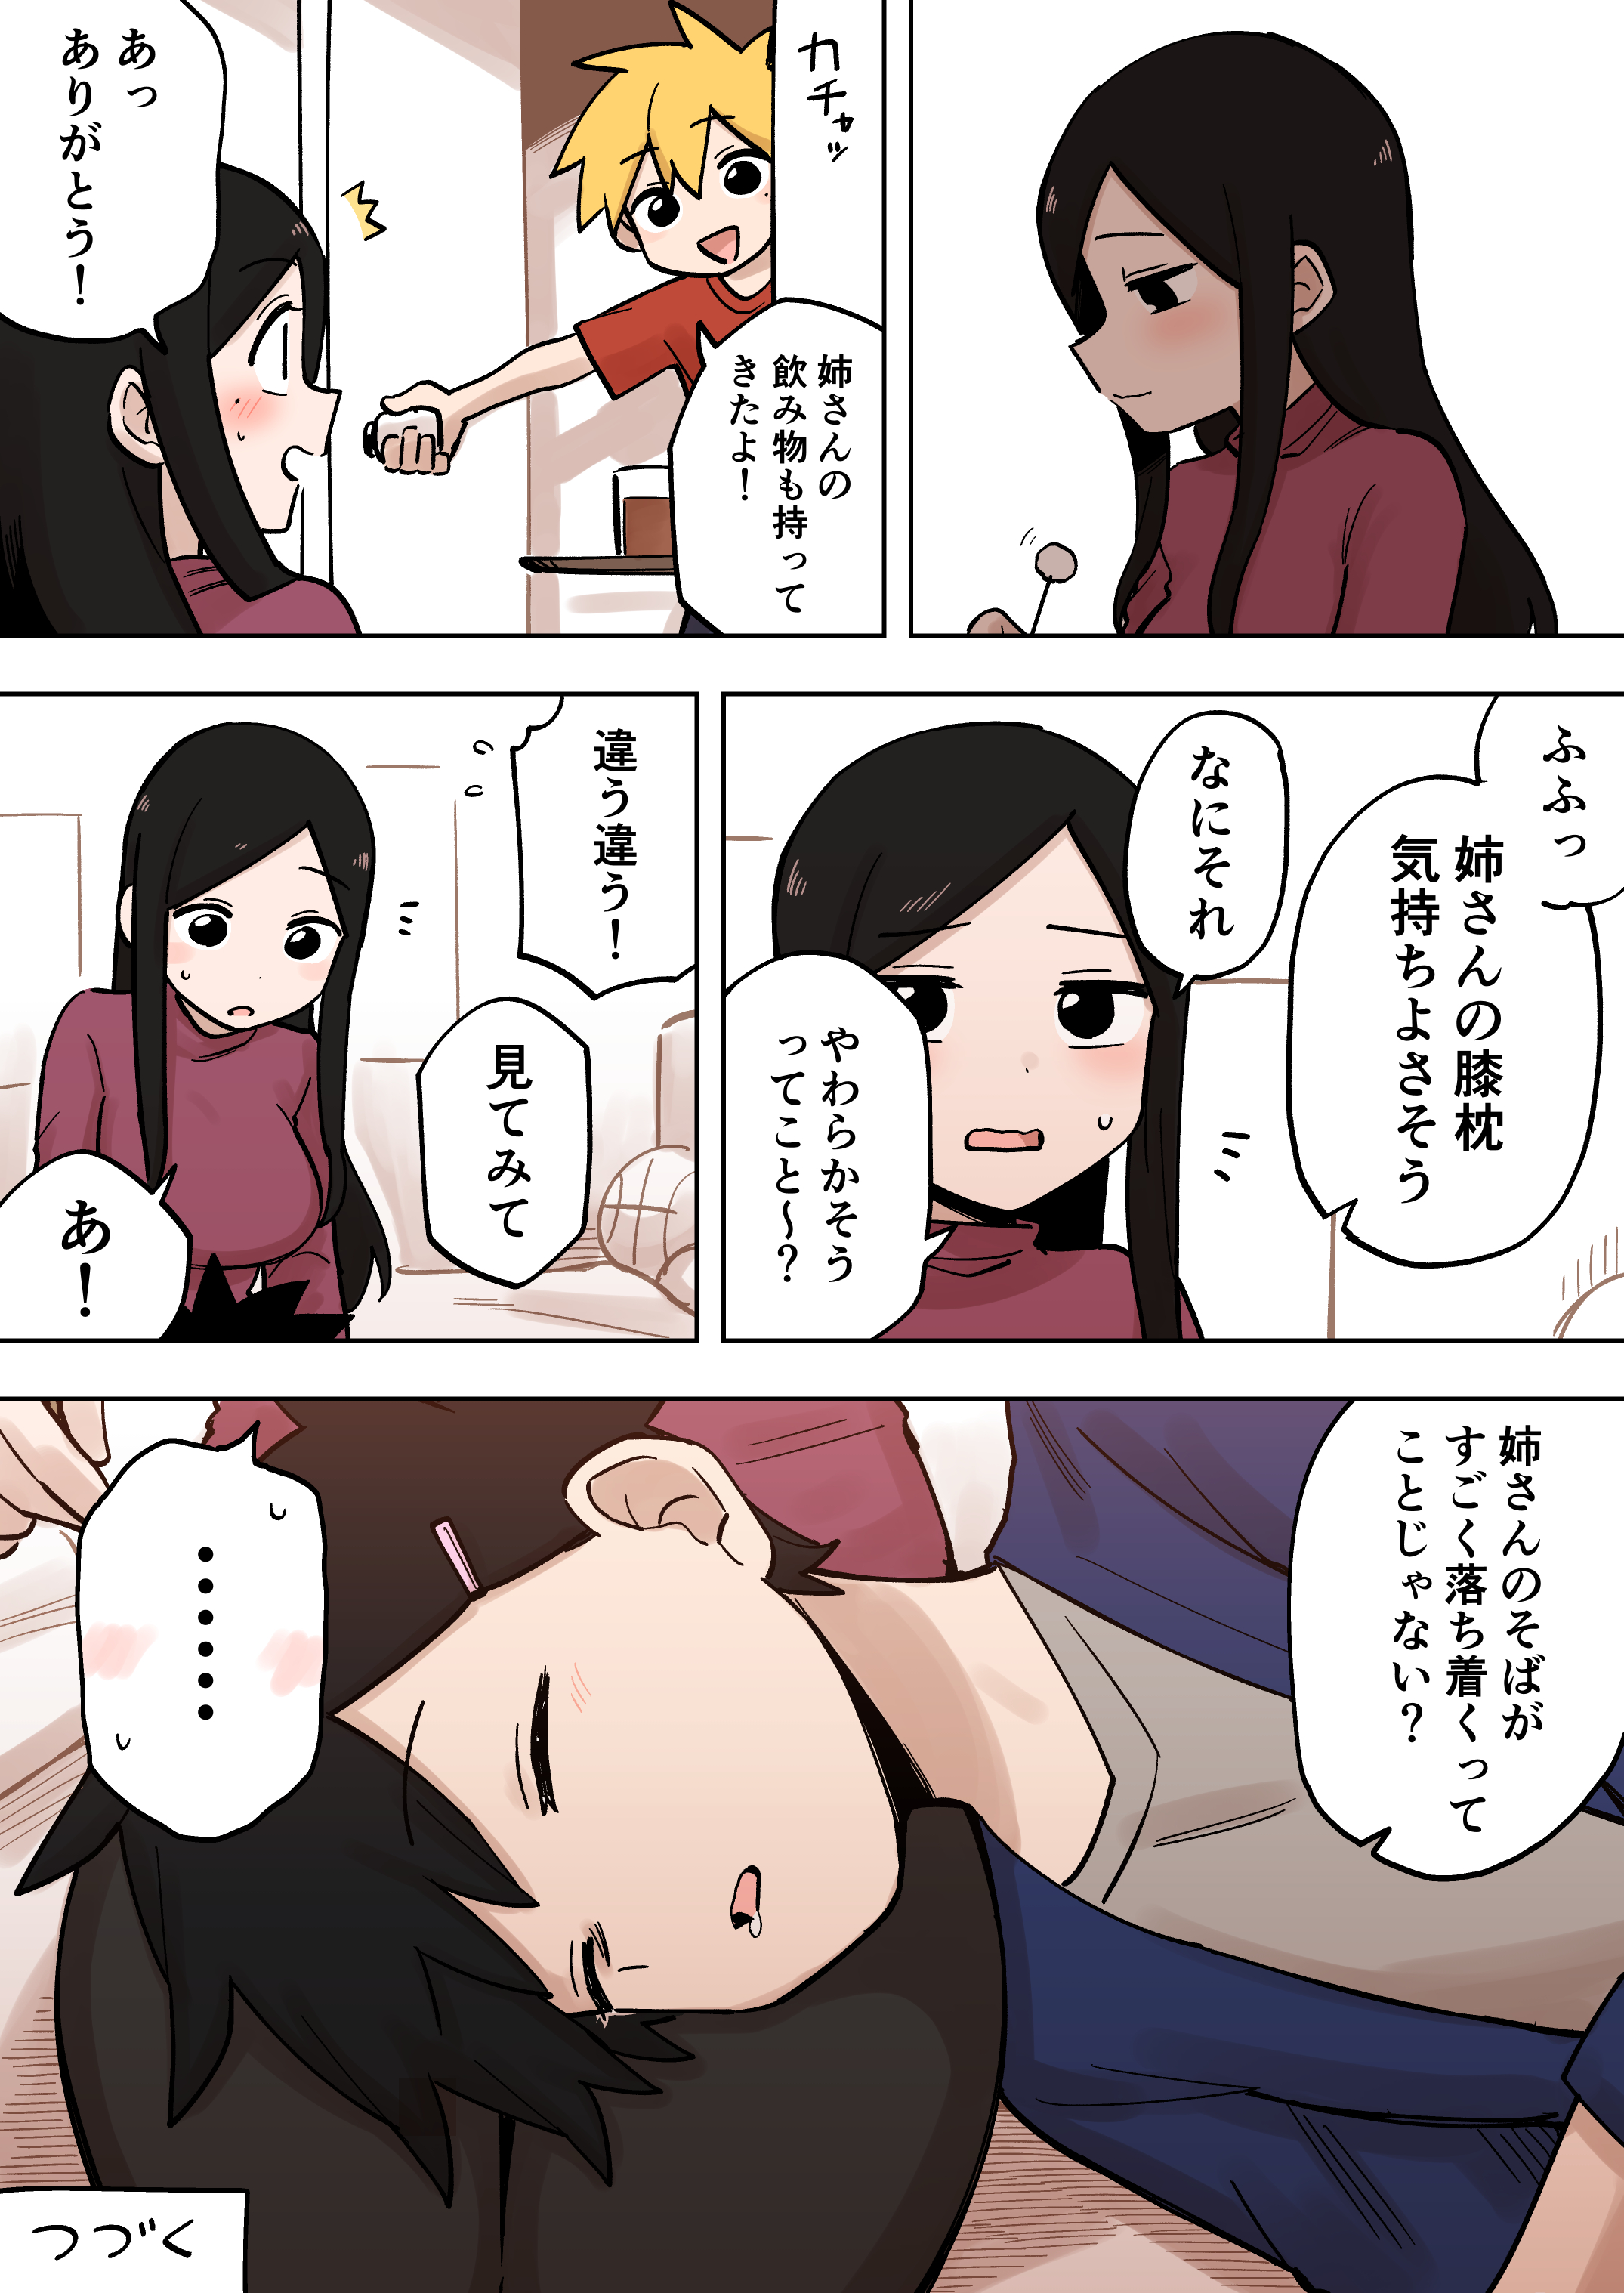 カチャッ
姉さんの
飲み物も持って
きたよ！
あっ
ありがとう！
ふふっ
姉さんの膝枕
気持ちよさそう
なにそれ
やわらかそう
ってこと〜？
違う違う！
見てみて
あ！
姉さんのそばが
すごく落ち着くって
ことじゃない？
・・・・・・
つづく